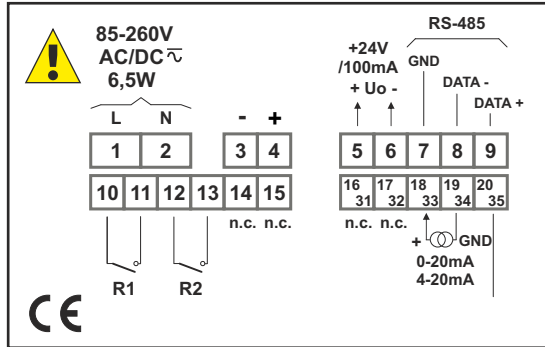 85-260V
AC/DC
6,5W
L N
- +
1 2 3 4
10 11 12 13 14 15
n.c. n.c.
R1 R2
CE
RS-485
+24V
/100mA
+ Uo -
GND
DATA -
DATA +
5 6 7 8 9
16 17 18 19 20
31 32 33 34 35
n.c. n.c.
+ GND
0-20mA
4-20mA